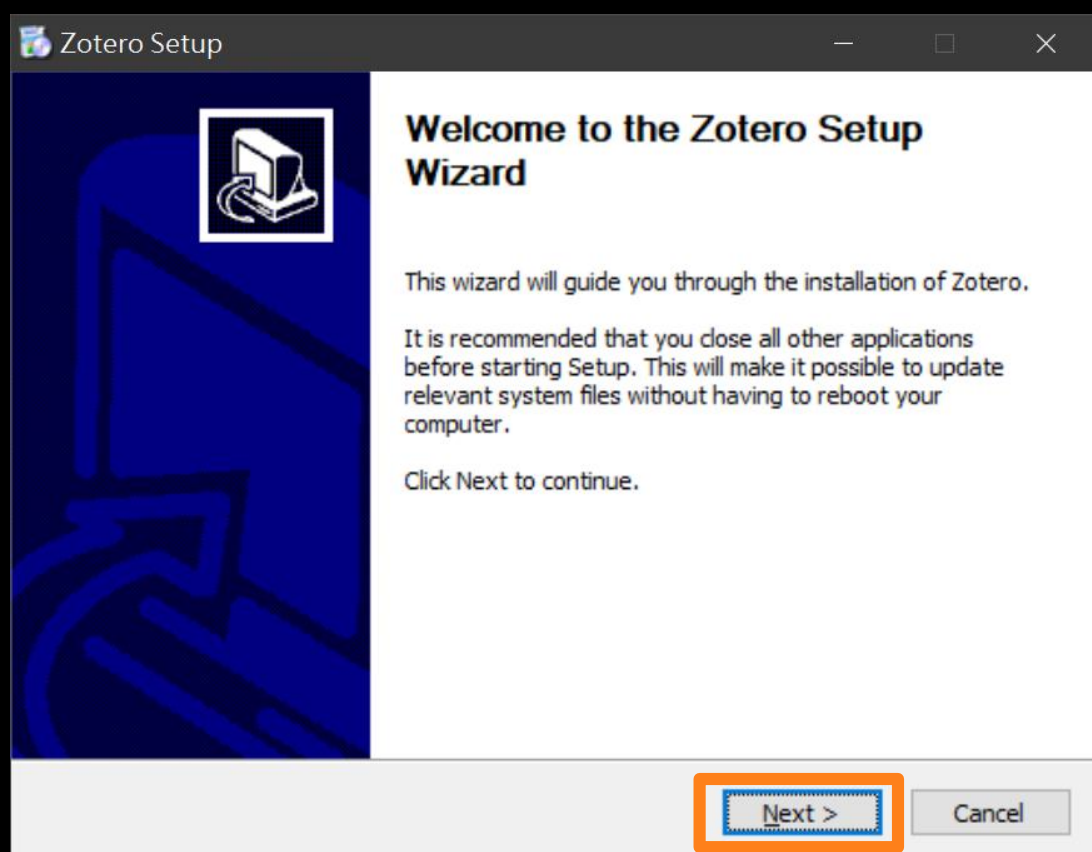 Zotero Setup
Welcome to the Zotero Setup
Wizard
This wizard will guide you through the installation of Zotero.
It is recommended that you close all other applications
before starting Setup. This will make it possible to update
relevant system files without having to reboot your
computer.
Click Next to continue.
Next >
Cancel